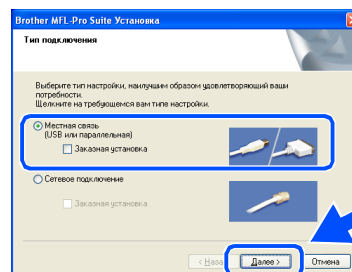 Brother MFL-Pro Suite Установка
Тип подключения
Выберите тип настройки, наилучшим образом удовлетворяющий ваши
потребности.
Щелкните на требующемся вам типе настройки.
Местная связь
(USB или параллельная)
Заказная установка
Сетевое подключение
Заказная установка
< Наза Далее > Отмена